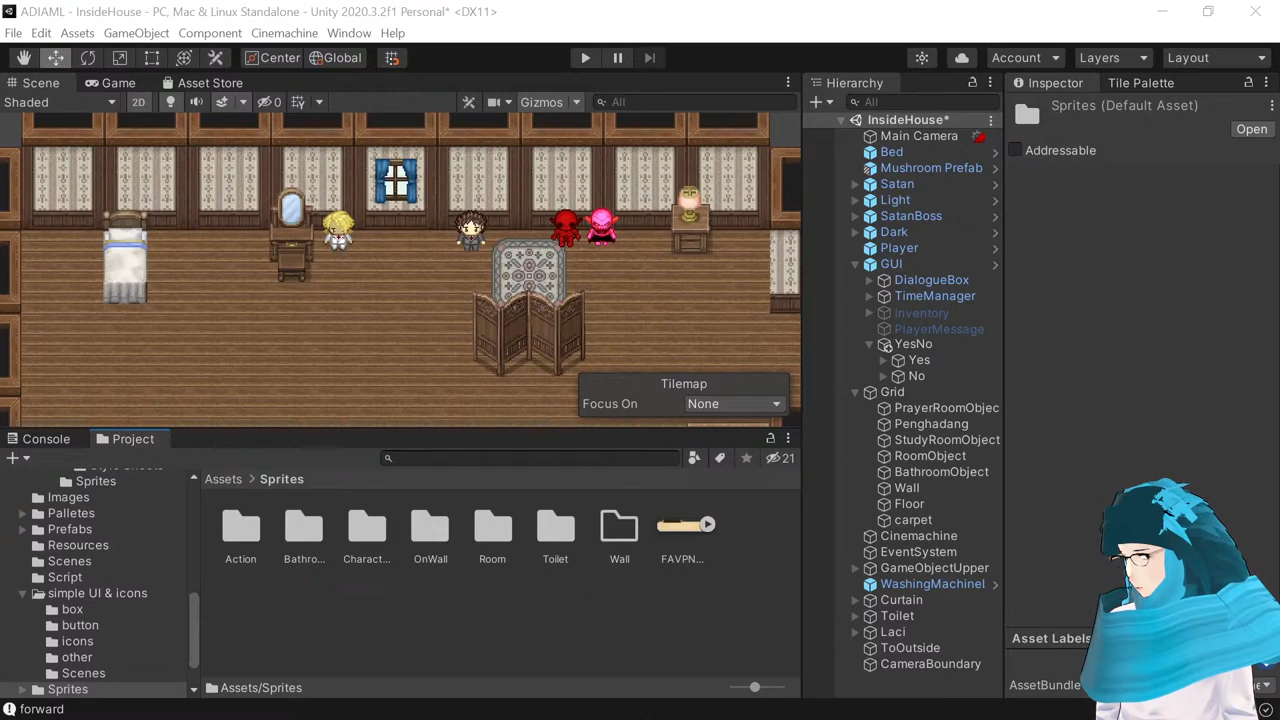 ADIAML - InsideHouse - PC, Mac & Linux Standalone - Unity 2020.3.2f1 Personal* <DX11>
File Edit Assets GameObject Component Cinemachine Window Help
Center Global Account Layers Layout
Scene Game Asset Store Hierarchy Inspector Tile Palette
Shaded 2D 0 Gizmos All All
Sprites (Default Asset)
Open
Addressable
InsideHouse*
Main Camera
Bed
Mushroom Prefab
Satan
Light
SatanBoss
Dark
Player
GUI
DialogueBox
TimeManager
Inventory
PlayerMessage
YesNo
Yes
No
Grid
PrayerRoomObjec
Penghadang
StudyRoomObject
RoomObject
BathroomObject
Wall
Floor
carpet
Cinemachine
EventSystem
GameObjectUpper
WashingMachineI
Curtain
Toilet
Laci
ToOutside
CameraBoundary
Tilemap
Focus On None
Console Project
21
Sprites
Images
Palletes
Prefabs
Resources
Scenes
Script
simple UI & icons
box
button
icons
other
Scenes
Sprites
Assets > Sprites
Action Bathro... Charact... OnWall Room Toilet Wall FAVPN...
Assets/Sprites
Asset Labels
AssetBundle
forward